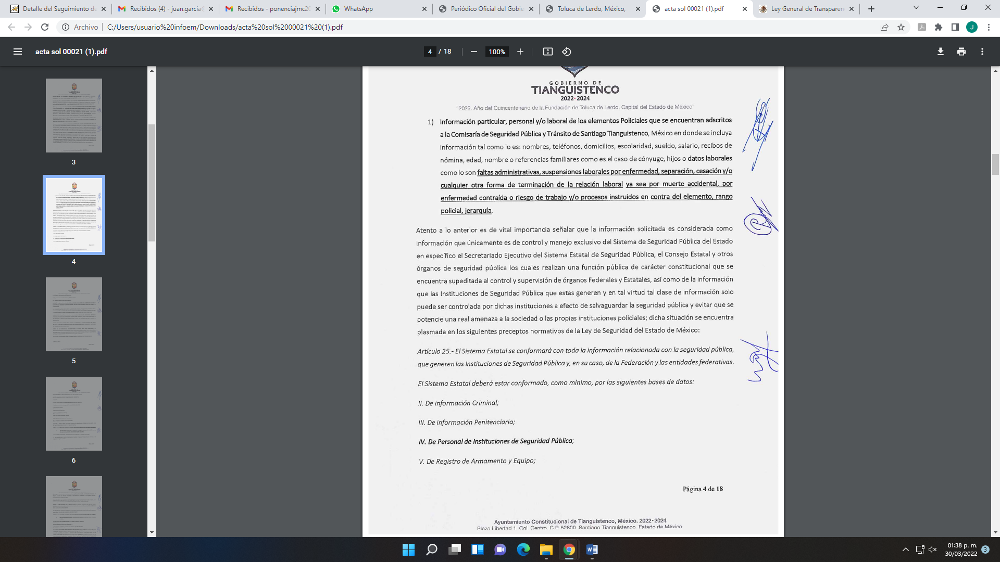 Detalle del Seguimiento de
Recibidos (4) - juan.garcia@
Recibidos - ponenciajmc20
WhatsApp
Periódico Oficial del Gobie
Toluca de Lerdo, México,
acta sol 00021 (1).pdf
Ley General de Transparen
Archivo
C:/Users/usuario%20infoem/Downloads/acta%20sol%2000021%20(1).pdf
J
acta sol 00021 (1).pdf
4 / 18
100%
3
4
5
6
GOBIERNO DE
TIANGUISTENCO
2022·2024
“2022. Año del Quincentenario de la Fundación de Toluca de Lerdo, Capital del Estado de México”
1) Información particular, personal y/o laboral de los elementos Policiales que se encuentran adscritos
a la Comisaría de Seguridad Pública y Tránsito de Santiago Tianguistenco, México en donde se incluya
información tal como lo es: nombres, teléfonos, domicilios, escolaridad, sueldo, salario, recibos de
nómina, edad, nombre o referencias familiares como es el caso de cónyuge, hijos o datos laborales
como lo son faltas administrativas, suspensiones laborales por enfermedad, separación, cesación y/o
cualquier otra forma de terminación de la relación laboral ya sea por muerte accidental, por
enfermedad contraída o riesgo de trabajo y/o procesos instruidos en contra del elemento, rango
policial, jerarquía.
Atento a lo anterior es de vital importancia señalar que la información solicitada es considerada como
información que únicamente es de control y manejo exclusivo del Sistema de Seguridad Pública del Estado
en específico el Secretariado Ejecutivo del Sistema Estatal de Seguridad Pública, el Consejo Estatal y otros
órganos de seguridad pública los cuales realizan una función pública de carácter constitucional que se
encuentra supeditada al control y supervisión de órganos Federales y Estatales, así como de la información
que las Instituciones de Seguridad Pública que estas generen y en tal virtud tal clase de información solo
puede ser controlada por dichas instituciones a efecto de salvaguardar la seguridad pública y evitar que se
potencie una real amenaza a la sociedad o las propias instituciones policiales; dicha situación se encuentra
plasmada en los siguientes preceptos normativos de la Ley de Seguridad del Estado de México:
Artículo 25.- El Sistema Estatal se conformará con toda la información relacionada con la seguridad pública,
que generen las Instituciones de Seguridad Pública y, en su caso, de la Federación y las entidades federativas.
El Sistema Estatal deberá estar conformado, como mínimo, por las siguientes bases de datos:
II. De información Criminal;
III. De información Penitenciaria;
IV. De Personal de Instituciones de Seguridad Pública;
V. De Registro de Armamento y Equipo;
Página 4 de 18
Ayuntamiento Constitucional de Tianguistenco, México. 2022·2024
Plaza Libertad 1, Col. Centro, C.P. 52600, Santiago Tianguistenco, Estado de México
01:38 p. m.
30/03/2022
3